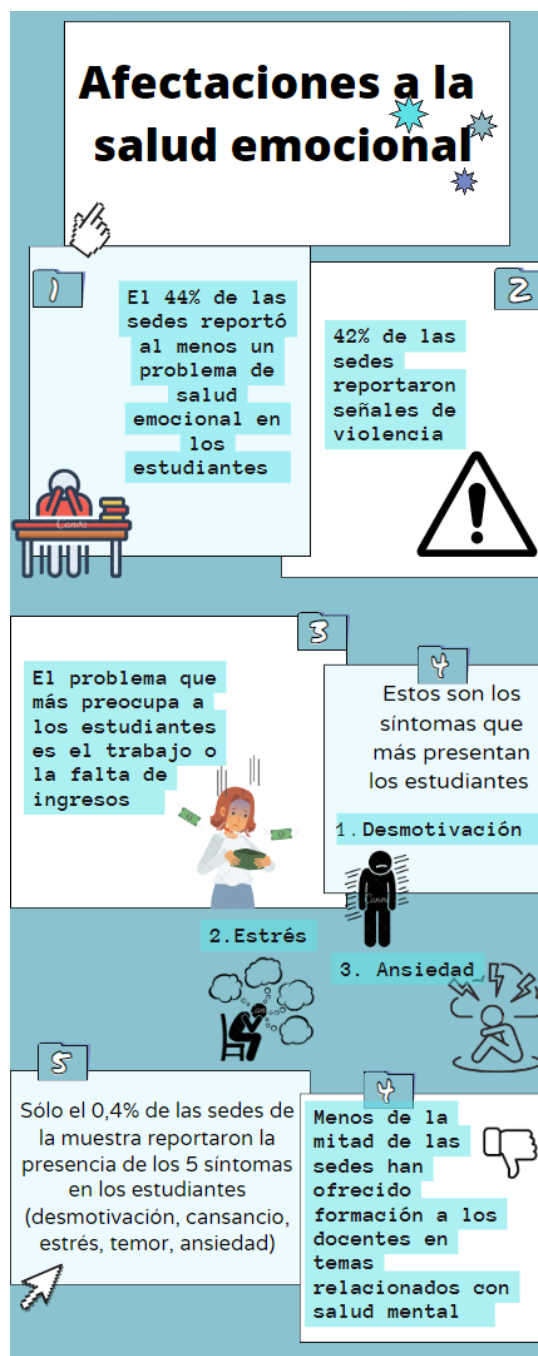 Afectaciones a la
salud emocional
1
El 44% de las
sedes reportó
al menos un
problema de
salud
emocional en
los
estudiantes
Canva
2
42% de las
sedes
reportaron
señales de
violencia
3
El problema que
más preocupa a
los estudiantes
es el trabajo o
la falta de
ingresos
4
Estos son los
síntomas que
más presentan
los estudiantes
1.Desmotivación
Canva
2.Estrés
3. Ansiedad
5
Sólo el 0,4% de las sedes de
la muestra reportaron la
presencia de los 5 síntomas
en los estudiantes
(desmotivación, cansancio,
estrés, temor, ansiedad)
4
Menos de la
mitad de las
sedes han
ofrecido
formación a los
docentes en
temas
relacionados con
salud mental